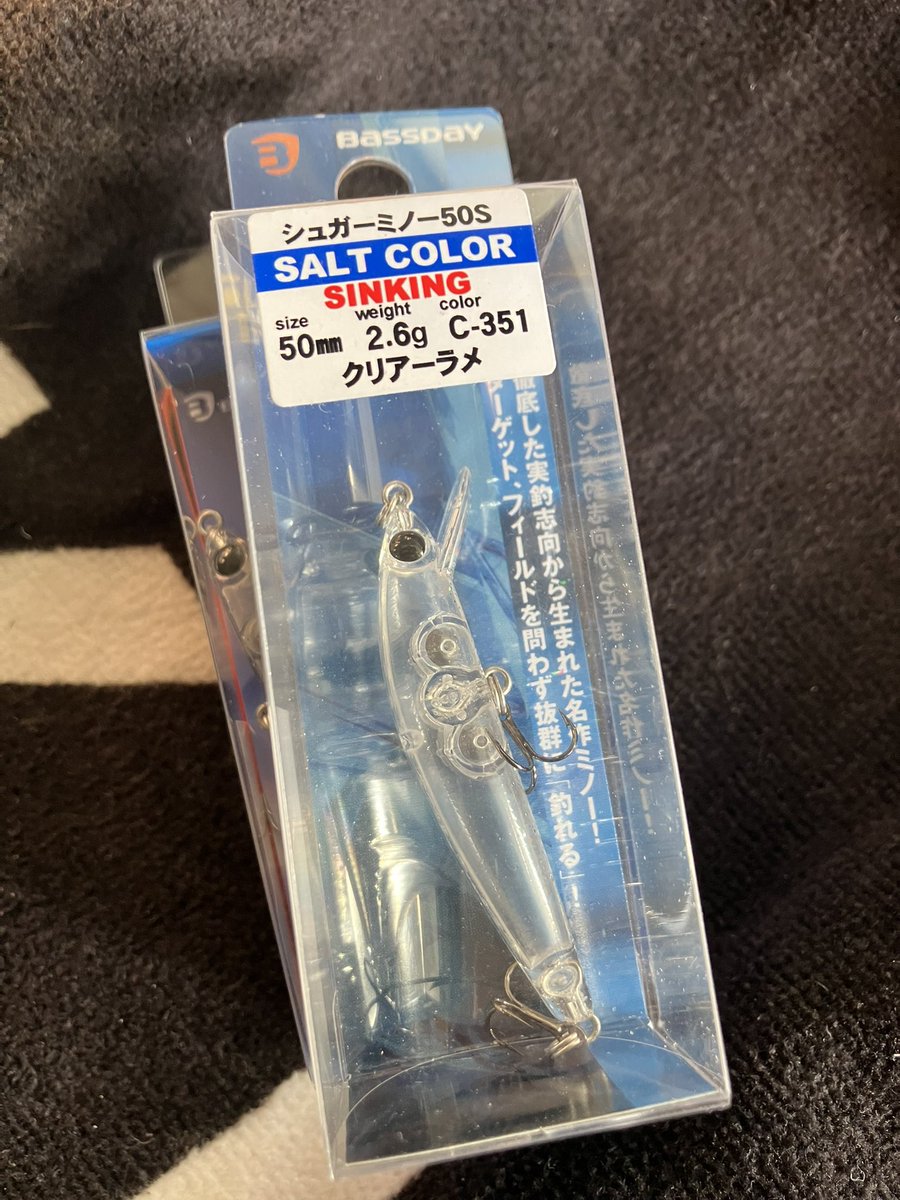 BASSDAY
シュガーミノー50S
SALT COLOR
SINKING
size weight color
50mm 2.6g C-351
クリアーラメ
徹底した実釣志向から生まれた名作ミノー!
ターゲット、フィールドを問わず抜群に「釣れる」!